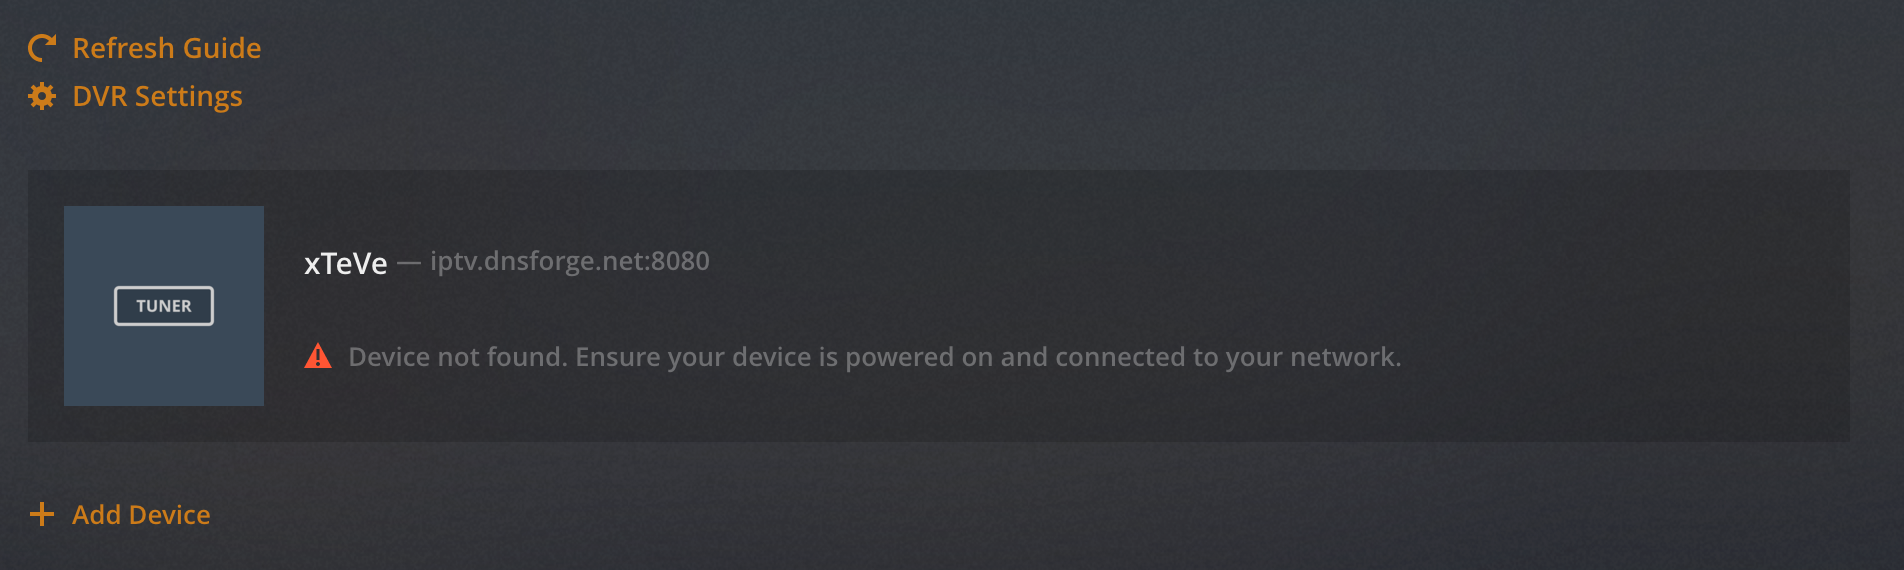 Refresh Guide
DVR Settings
TUNER
xTeVe — iptv.dnsforge.net:8080
Device not found. Ensure your device is powered on and connected to your network.
Add Device